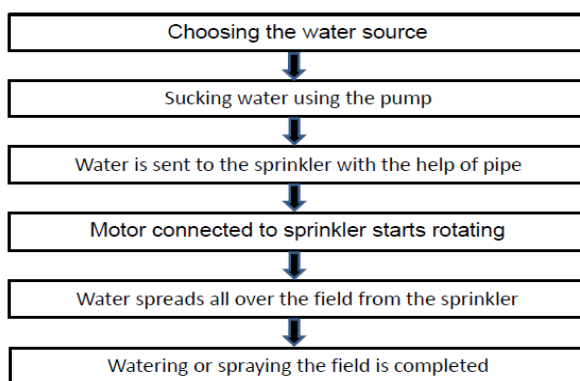 Choosing the water source
Sucking water using the pump
Water is sent to the sprinkler with the help of pipe
Motor connected to sprinkler starts rotating
Water spreads all over the field from the sprinkler
Watering or spraying the field is completed